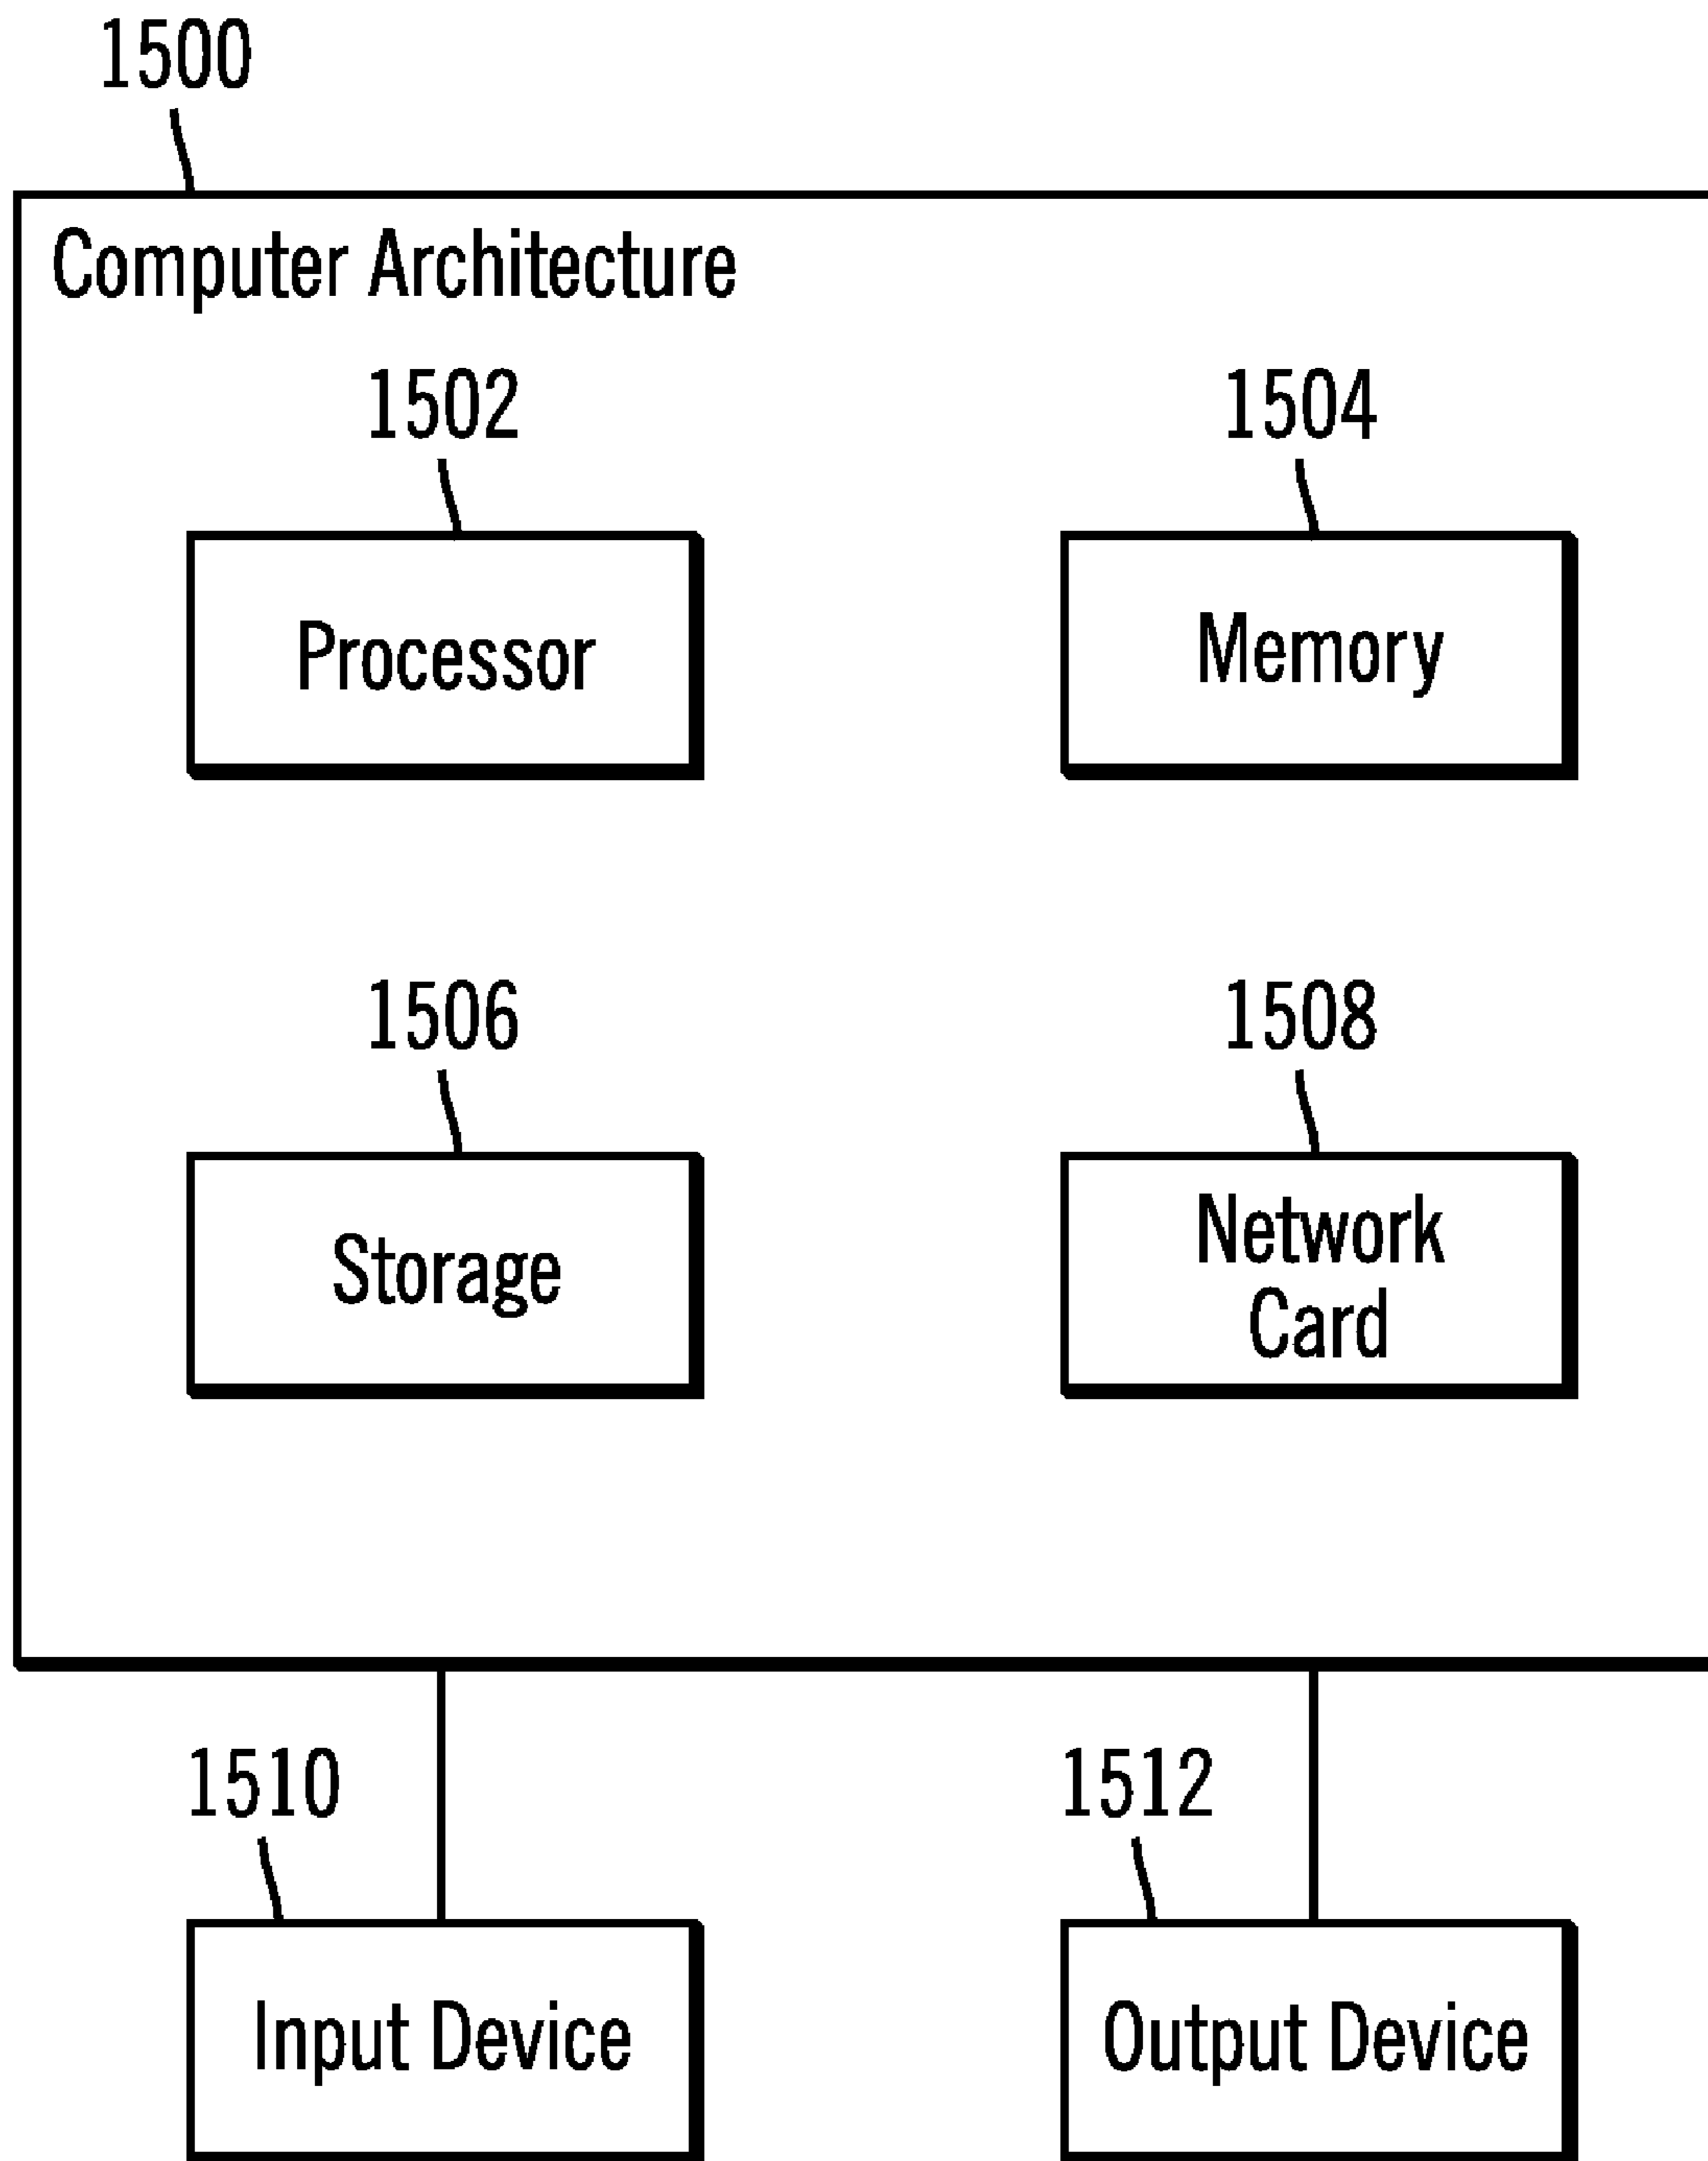 1500
Computer Architecture
1502
1504
Processor
Memory
1506
1508
Storage
Network
Card
1510
1512
Input Device
Output Device